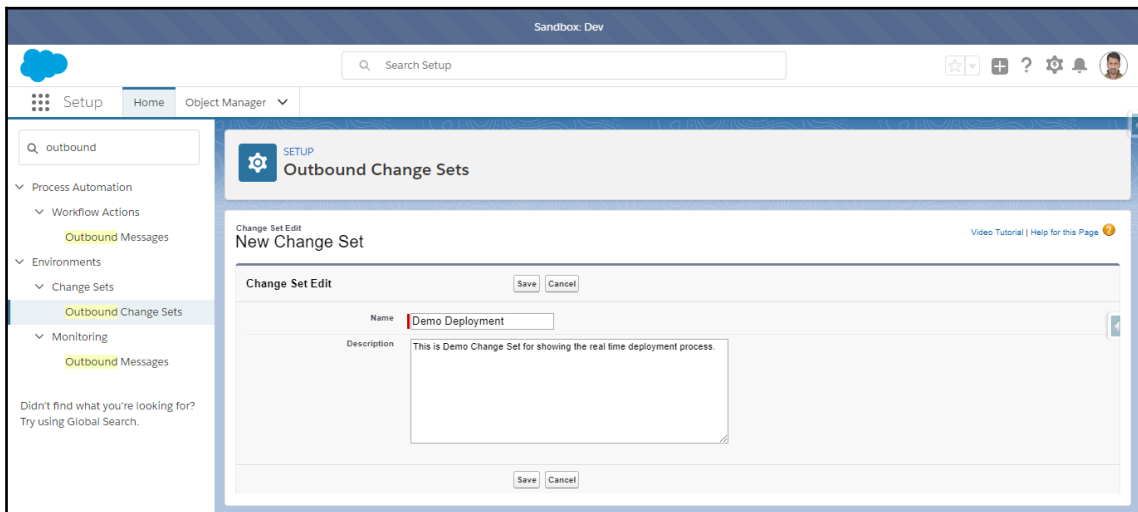 Sandbox: Dev
Search Setup
Setup Home Object Manager
outbound
Process Automation
Workflow Actions
Outbound Messages
Environments
Change Sets
Outbound Change Sets
Monitoring
Outbound Messages
Didn't find what you're looking for?
Try using Global Search.
SETUP
Outbound Change Sets
Change Set Edit
New Change Set
Video Tutorial | Help for this Page
Change Set Edit Save Cancel
Name Demo Deployment
Description This is Demo Change Set for showing the real time deployment process.
Save Cancel